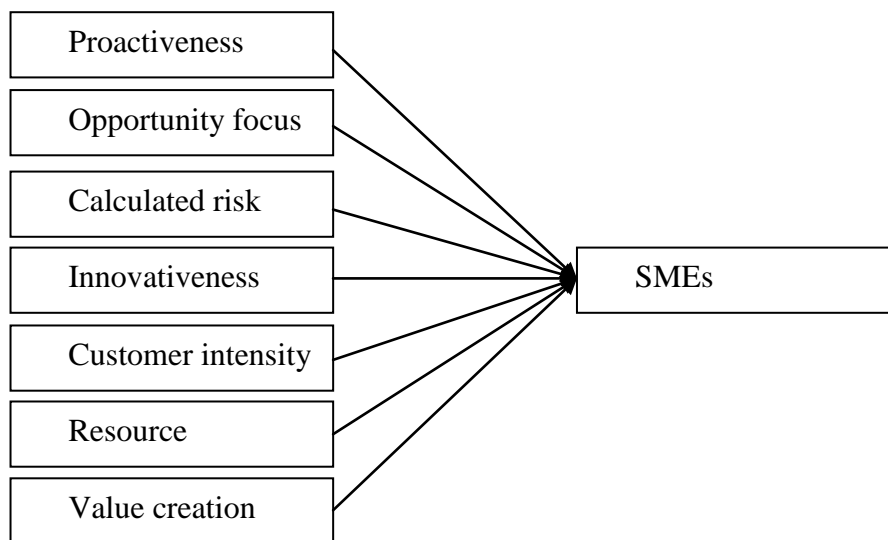 Proactiveness
Opportunity focus
Calculated risk
Innovativeness
SMEs
Customer intensity
Resource
Value creation